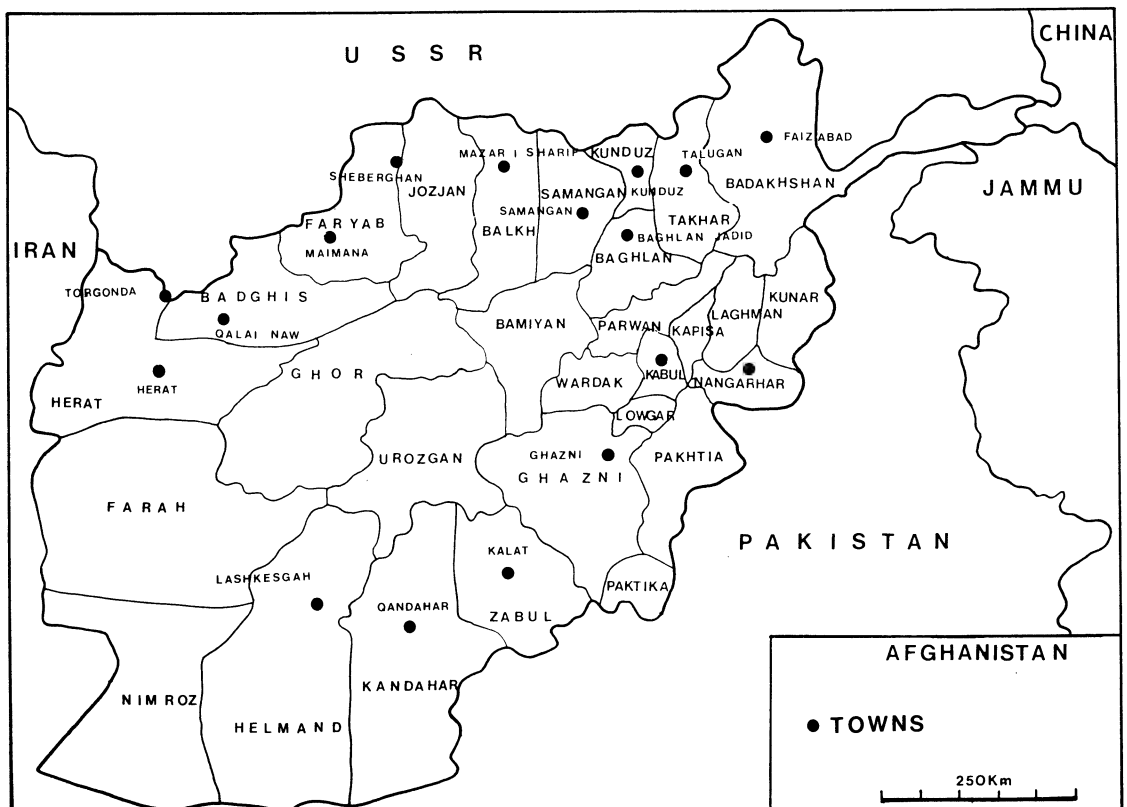 USSR
CHINA
JAMMU
IRAN
PAKISTAN
FAIZABAD
BADAKHSHAN
TALUGAN
TAKHAR
KUNDUZ
KUNDUZ
MAZAR I SHARIF
BALKH
SAMANGAN
SAMANGAN
BAGHLAN JADID
BAGHLAN
SHEBERGHAN
JOZJAN
FARYAB
MAIMANA
TORGONDA
BADGHIS
QALAI NAW
HERAT
HERAT
GHOR
BAMIYAN
PARWAN
KAPISA
LAGHMAN
KUNAR
WARDAK
KABUL
NANGARHAR
LOWGAR
UROZGAN
GHAZNI
GHAZNI
PAKHTIA
FARAH
LASHKESGAH
QANDAHAR
KALAT
ZABUL
PAKTIKA
NIMROZ
HELMAND
KANDAHAR
AFGHANISTAN
TOWNS
250Km